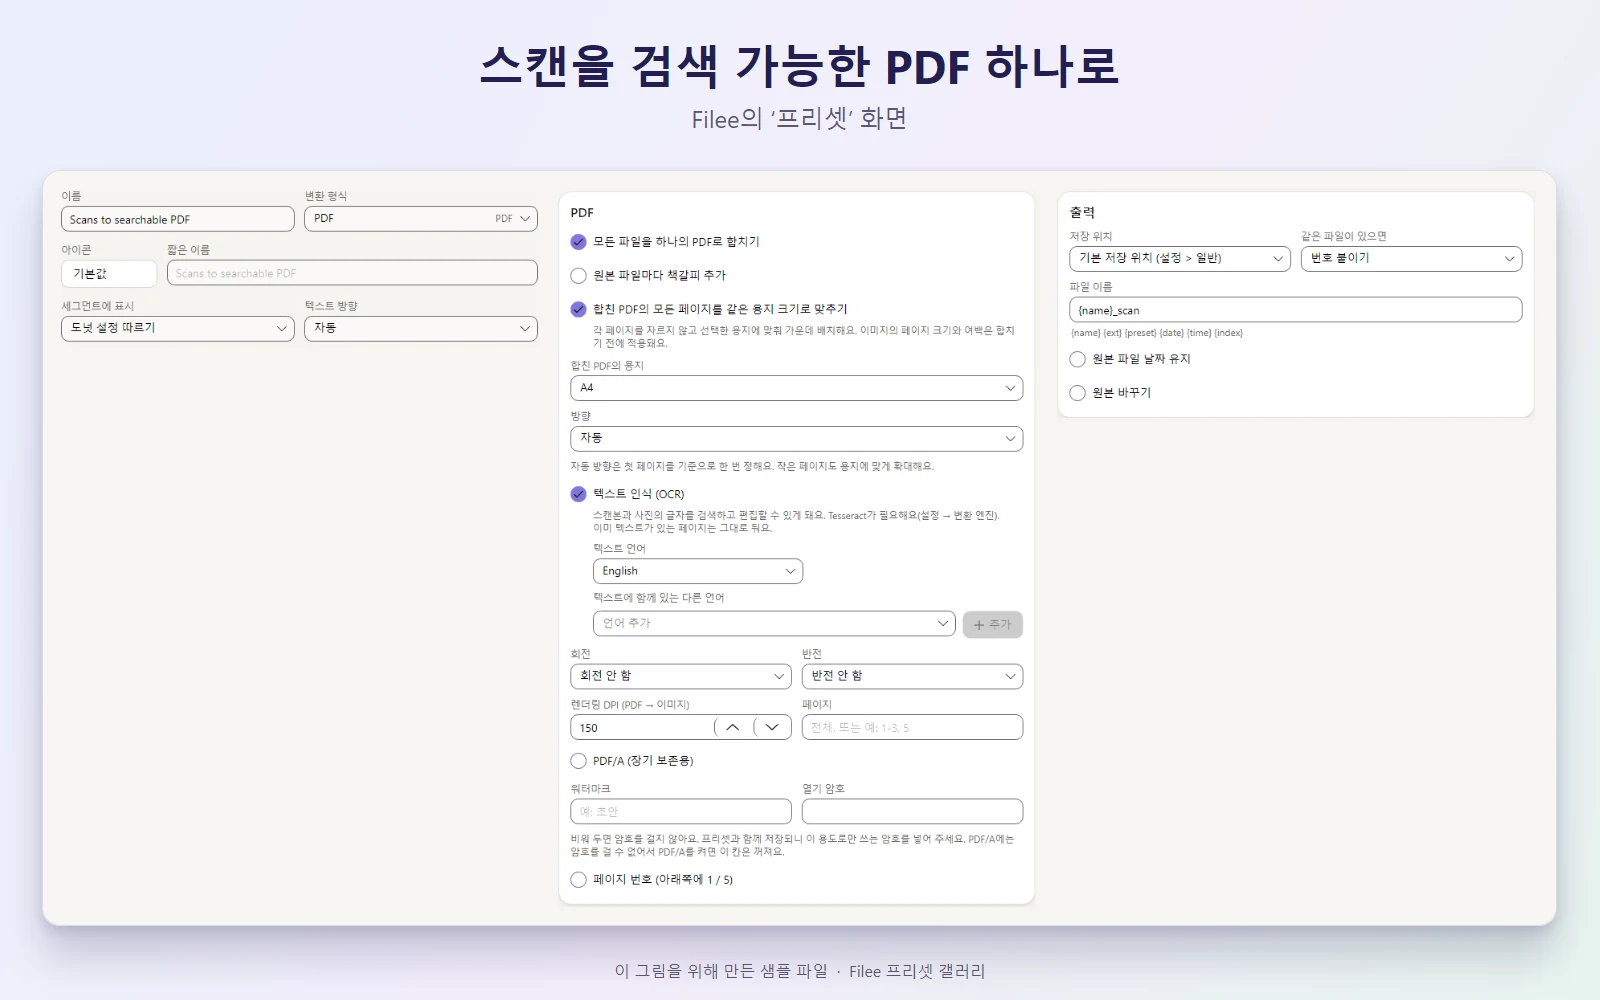 스캔을 검색 가능한 PDF 하나로
Filee의 ‘프리셋’ 화면
이름
Scans to searchable PDF
변환 형식
PDF PDF
아이콘
기본값
짧은 이름
Scans to searchable PDF
세그먼트에 표시
도넛 설정 따르기
텍스트 방향
자동
PDF
모든 파일을 하나의 PDF로 합치기
원본 파일마다 책갈피 추가
합친 PDF의 모든 페이지를 같은 용지 크기로 맞추기
각 페이지를 자르지 않고 선택한 용지에 맞춰 가운데 배치해요. 이미지의 페이지 크기와 여백은 합치
기 전에 적용돼요.
합친 PDF의 용지
A4
방향
자동
자동 방향은 첫 페이지를 기준으로 한 번 정해요. 작은 페이지도 용지에 맞게 확대해요.
텍스트 인식 (OCR)
스캔본과 사진의 글자를 검색하고 편집할 수 있게 돼요. Tesseract가 필요해요(설정 → 변환 엔진).
이미 텍스트가 있는 페이지는 그대로 둬요.
텍스트 언어
English
텍스트에 함께 있는 다른 언어
언어 추가
+ 추가
회전
회전 안 함
반전
반전 안 함
렌더링 DPI (PDF → 이미지)
150
페이지
전체, 또는 예: 1-3, 5
PDF/A (장기 보존용)
워터마크
예: 초안
열기 암호
비워 두면 암호를 걸지 않아요. 프리셋과 함께 저장되니 이 용도로만 쓰는 암호를 넣어 주세요. PDF/A에는
암호를 걸 수 없어서 PDF/A를 켜면 이 칸은 꺼져요.
페이지 번호 (아래쪽에 1 / 5)
출력
저장 위치
기본 저장 위치 (설정 > 일반)
같은 파일이 있으면
번호 붙이기
파일 이름
{name}_scan
{name} {ext} {preset} {date} {time} {index}
원본 파일 날짜 유지
원본 바꾸기
이 그림을 위해 만든 샘플 파일 · Filee 프리셋 갤러리